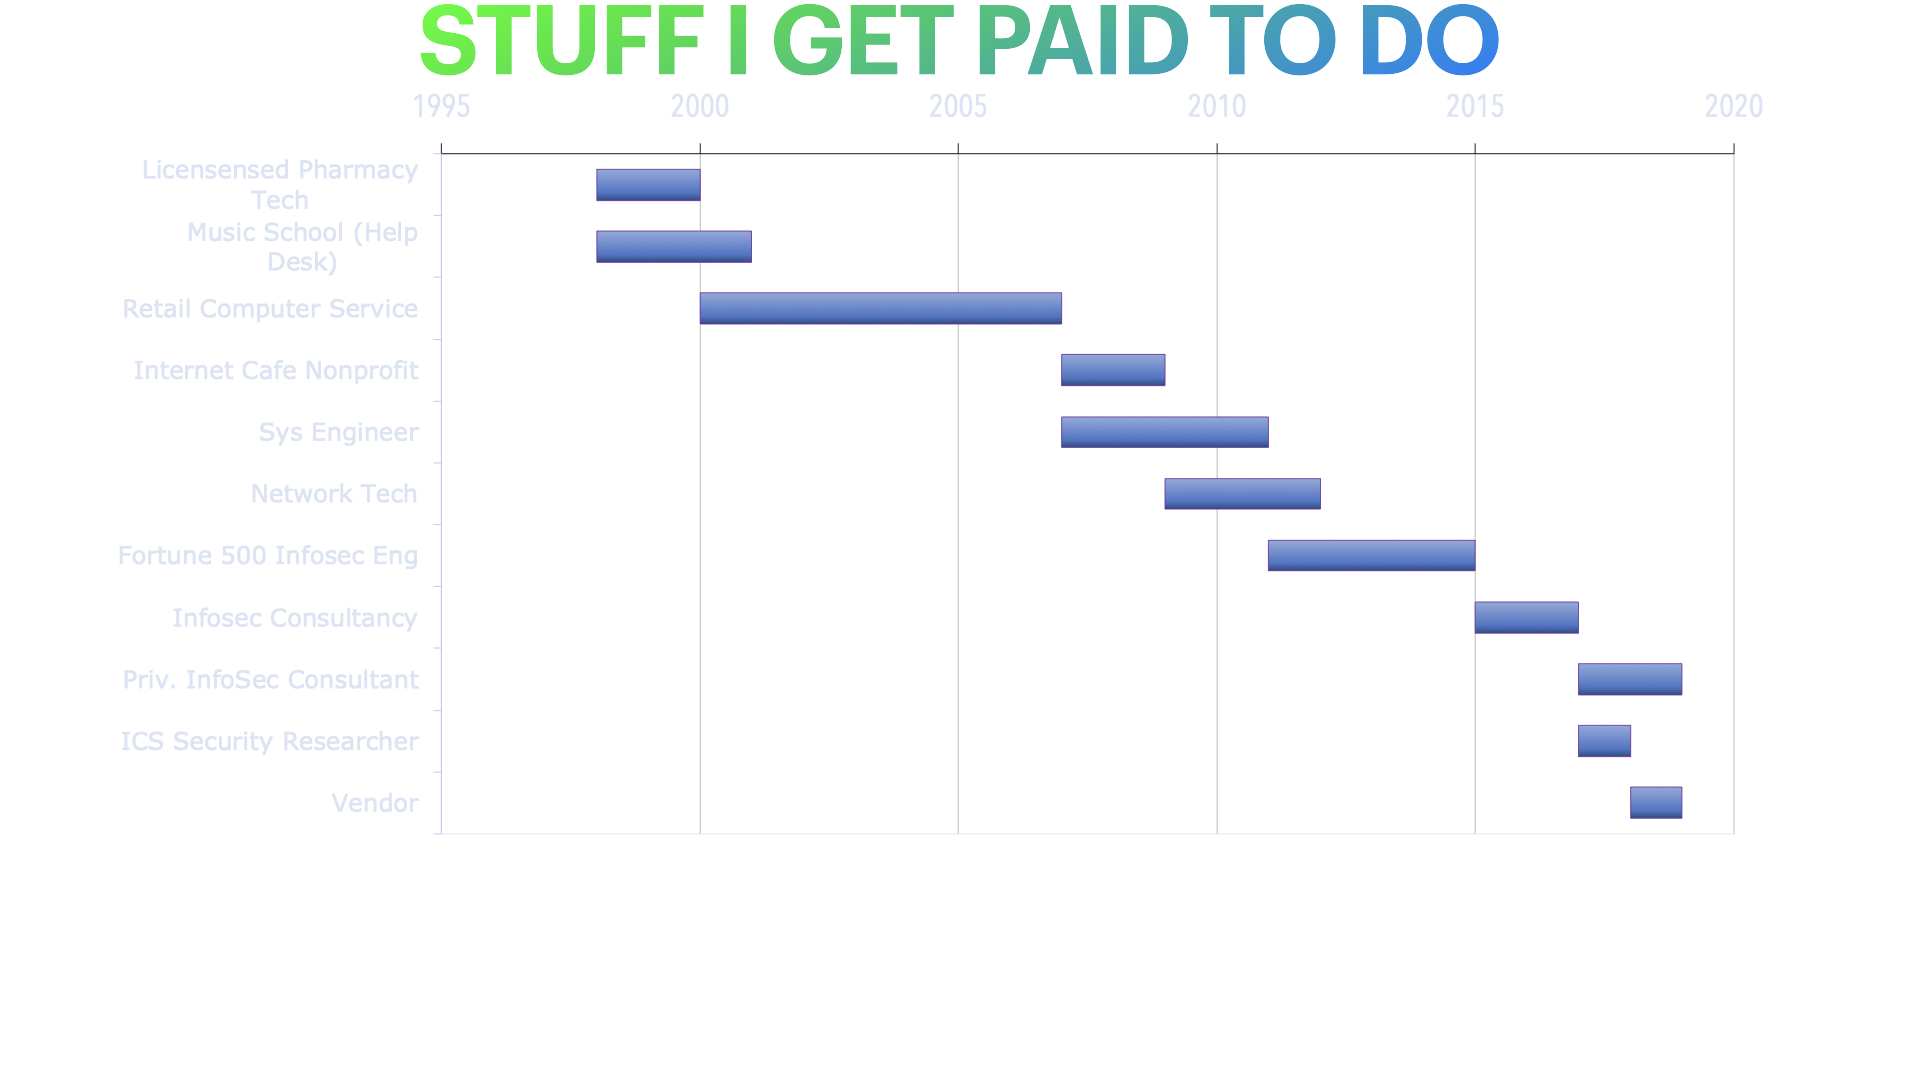 STUFF I GET PAID TO DO
1995 2000 2005 2010 2015 2020
Licensensed Pharmacy
Tech
Music School (Help
Desk)
Retail Computer Service
Internet Cafe Nonprofit
Sys Engineer
Network Tech
Fortune 500 Infosec Eng
Infosec Consultancy
Priv. InfoSec Consultant
ICS Security Researcher
Vendor